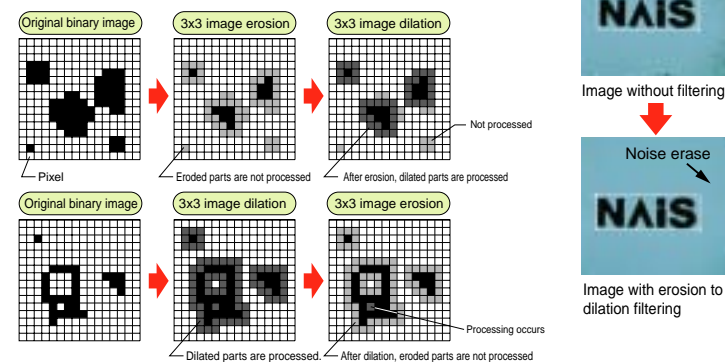 Original binary image
3x3 image erosion
3x3 image dilation
Not processed
Pixel
Eroded parts are not processed
After erosion, dilated parts are processed
Original binary image
3x3 image dilation
3x3 image erosion
Processing occurs
Dilated parts are processed.
After dilation, eroded parts are not processed
NAiS
Image without filtering
Noise erase
NAiS
Image with erosion to
dilation filtering